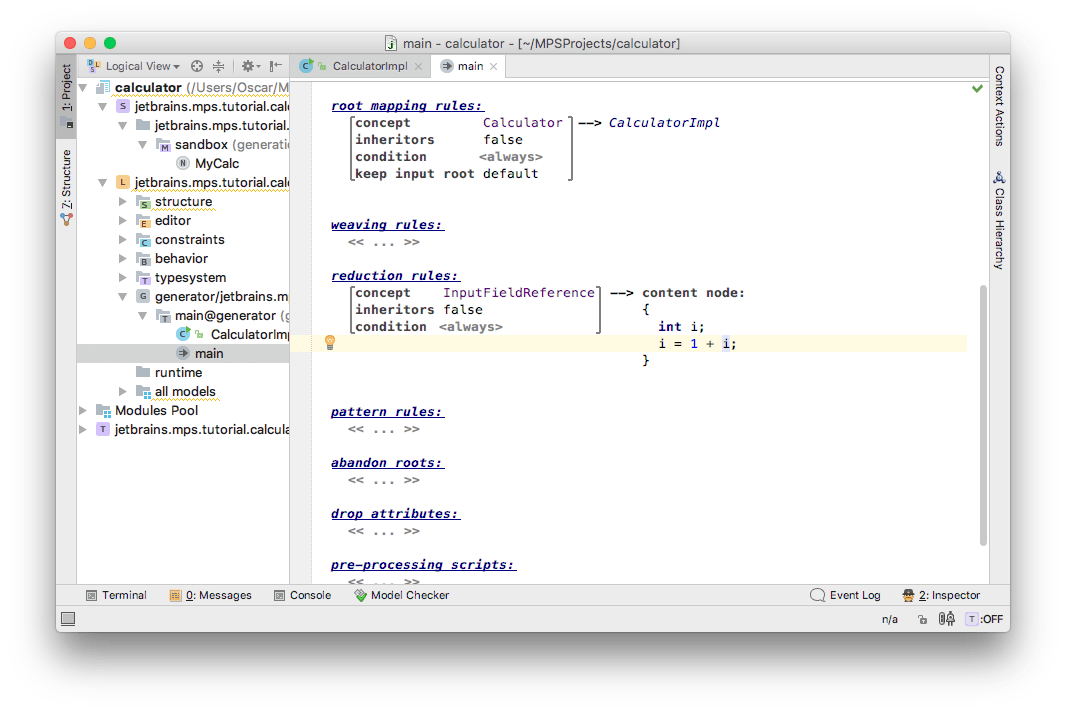 main - calculator - [~/MPSProjects/calculator]
1: Project
Z: Structure
Logical View
CalculatorImpl
main
calculator (/Users/Oscar/M
S jetbrains.mps.tutorial.cal
jetbrains.mps.tutorial.
M sandbox (generati
N MyCalc
L jetbrains.mps.tutorial.cal
S structure
E editor
C constraints
B behavior
T typesystem
G generator/jetbrains.m
T main@generator (g
C CalculatorImp
main
runtime
all models
Modules Pool
T jetbrains.mps.tutorial.calcula
root mapping rules:
concept Calculator --> CalculatorImpl
inheritors false
condition <always>
keep input root default
weaving rules:
<< ... >>
reduction rules:
concept InputFieldReference --> content node:
inheritors false {
condition <always> int i;
i = 1 + i;
}
pattern rules:
<< ... >>
abandon roots:
<< ... >>
drop attributes:
<< ... >>
pre-processing scripts:
<< ... >>
Context Actions
Class Hierarchy
Terminal
0: Messages
Console
Model Checker
Event Log
2: Inspector
n/a
T :OFF